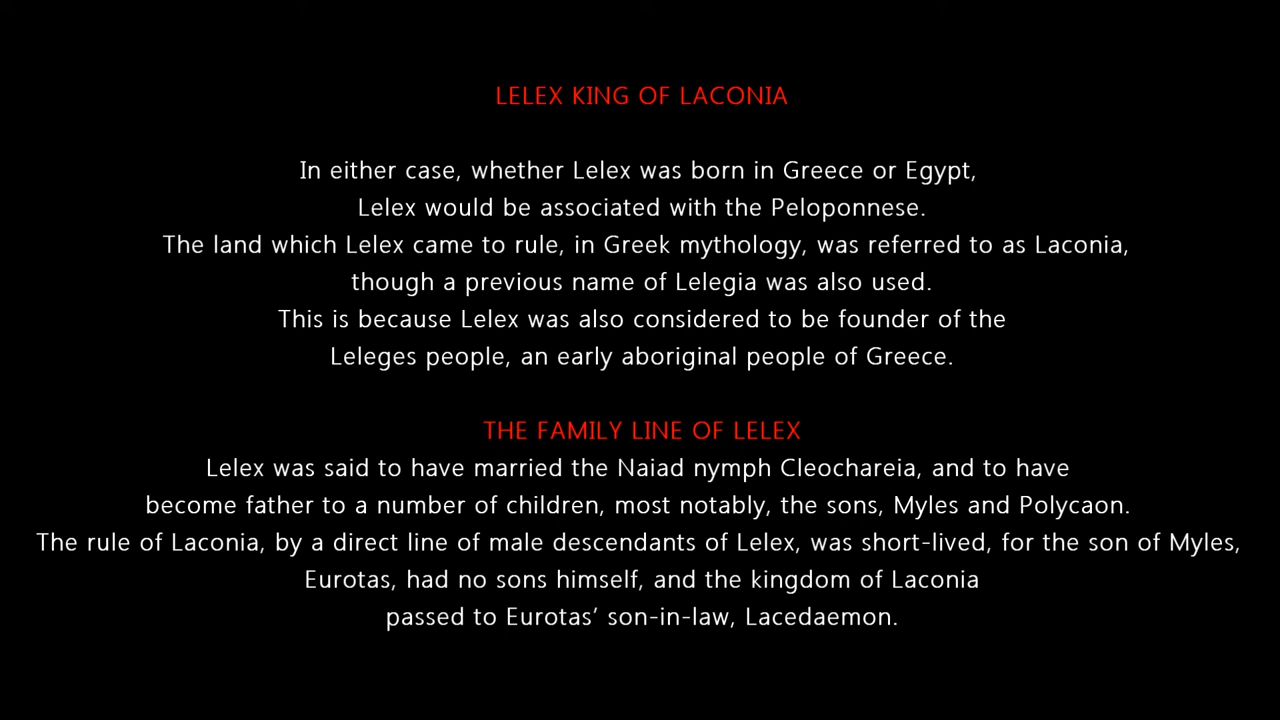 LELEX KING OF LACONIA
In either case, whether Lelex was born in Greece or Egypt,
Lelex would be associated with the Peloponnese.
The land which Lelex came to rule, in Greek mythology, was referred to as Laconia,
though a previous name of Lelegia was also used.
This is because Lelex was also considered to be founder of the
Leleges people, an early aboriginal people of Greece.
THE FAMILY LINE OF LELEX
Lelex was said to have married the Naiad nymph Cleochareia, and to have
become father to a number of children, most notably, the sons, Myles and Polycaon.
The rule of Laconia, by a direct line of male descendants of Lelex, was short-lived, for the son of Myles,
Eurotas, had no sons himself, and the kingdom of Laconia
passed to Eurotas’ son-in-law, Lacedaemon.